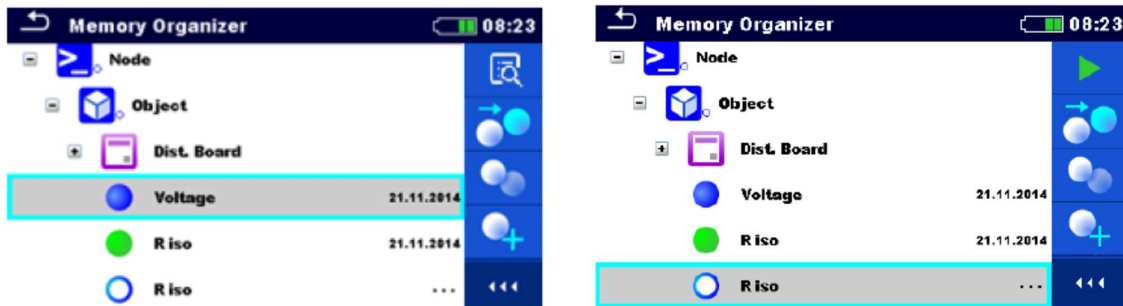 Memory Organizer 08:23
Node
Object
Dist. Board
Voltage 21.11.2014
R iso 21.11.2014
R iso ...
Memory Organizer 08:23
Node
Object
Dist. Board
Voltage 21.11.2014
R iso 21.11.2014
R iso ...